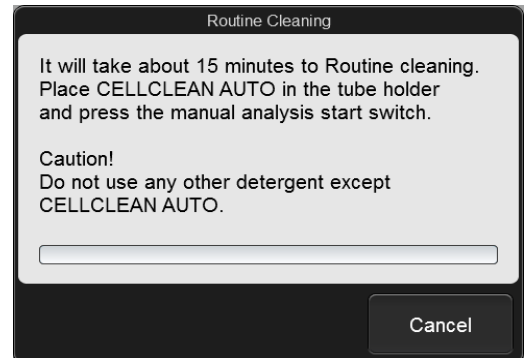 Routine Cleaning
It will take about 15 minutes to Routine cleaning.
Place CELLCLEAN AUTO in the tube holder
and press the manual analysis start switch.
Caution!
Do not use any other detergent except
CELLCLEAN AUTO.
Cancel